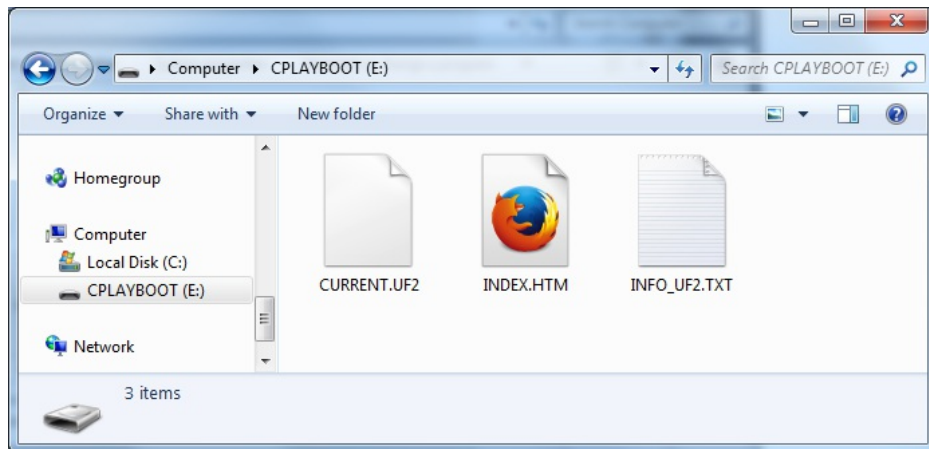 Computer CPLAYBOOT (E:) Search CPLAYBOOT (E:)
Organize Share with New folder
Homegroup
Computer
Local Disk (C:)
CPLAYBOOT (E:)
Network
CURRENT.UF2 INDEX.HTM INFO_UF2.TXT
3 items